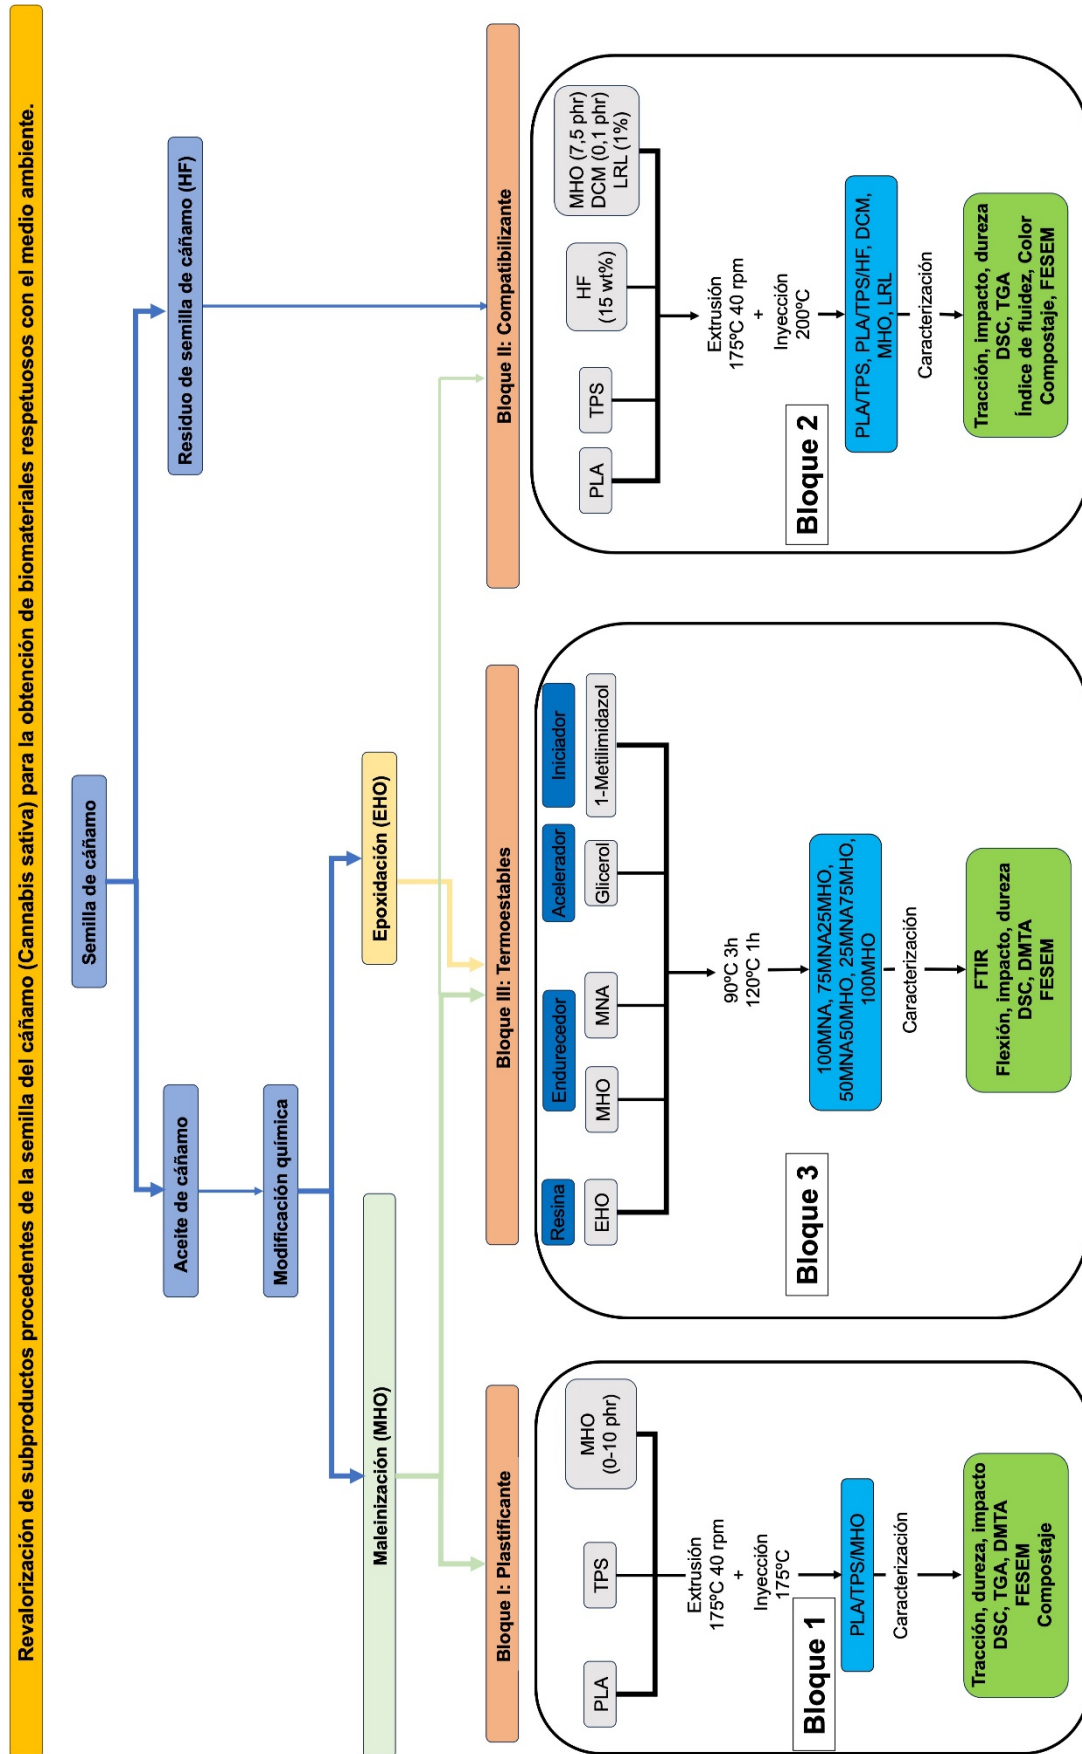 Revalorización de subproductos procedentes de la semilla del cáñamo (Cannabis sativa) para la obtención de biomateriales respetuosos con el medio ambiente.
Semilla de cáñamo
Aceite de cáñamo
Residuo de semilla de cáñamo (HF)
Modificación química
Maleinización (MHO)
Epoxidación (EHO)
Bloque I: Plastificante
Bloque III: Termoestables
Bloque II: Compatibilizante
PLA
TPS
MHO
(0-10 phr)
Extrusión
175ºC 40 rpm
+
Inyección
175ºC
Bloque 1
PLA/TPS/MHO
Caracterización
Tracción, dureza, impacto
DSC, TGA, DMTA
FESEM
Compostaje
Resina
Endurecedor
Acelerador
Iniciador
EHO
MHO
MNA
Glicerol
1-Metilimidazol
90ºC 3h
120ºC 1h
Bloque 3
100MNA, 75MNA25MHO,
50MNA50MHO, 25MNA75MHO,
100MHO
Caracterización
FTIR
Flexión, impacto, dureza
DSC, DMTA
FESEM
PLA
TPS
HF
(15 wt%)
MHO (7,5 phr)
DCM (0,1 phr)
LRL (1%)
Extrusión
175ºC 40 rpm
+
Inyección
200ºC
Bloque 2
PLA/TPS, PLA/TPS/HF, DCM,
MHO, LRL
Caracterización
Tracción, impacto, dureza
DSC, TGA
Índice de fluidez, Color
Compostaje, FESEM